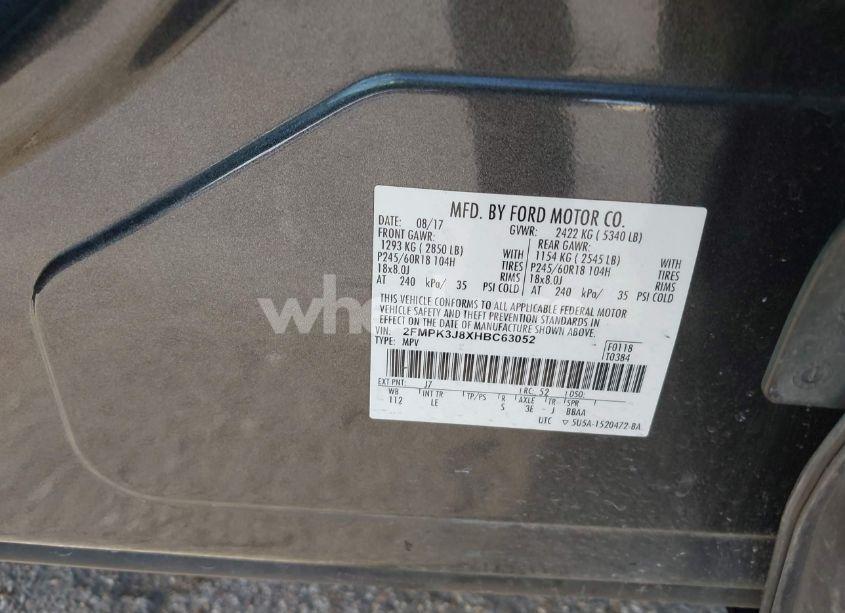 MFD. BY FORD MOTOR CO.
DATE: 08/17 GVWR: 2422 KG ( 5340 LB)
FRONT GAWR: REAR GAWR:
1293 KG ( 2850 LB) WITH 1154 KG ( 2545 LB) WITH
P245/60R18 104H TIRES P245/60R18 104H TIRES
18x8.0J RIMS 18x8.0J RIMS
AT 240 kPa/ 35 PSI COLD AT 240 kPa/ 35 PSI COLD
THIS VEHICLE CONFORMS TO ALL APPLICABLE FEDERAL MOTOR
VEHICLE SAFETY AND THEFT PREVENTION STANDARDS IN
EFFECT ON THE DATE OF MANUFACTURE SHOWN ABOVE.
VIN: 2FMPK3J8XHBC63052
TYPE: MPV
F0118
T0384
EXT PNT: J7 RC: 52 DSO:
WB INT TR TP/PS R AXLE TR SPR
112 LE S 3E J BBAA
UTC ▽ 5U5A-1520472-BA